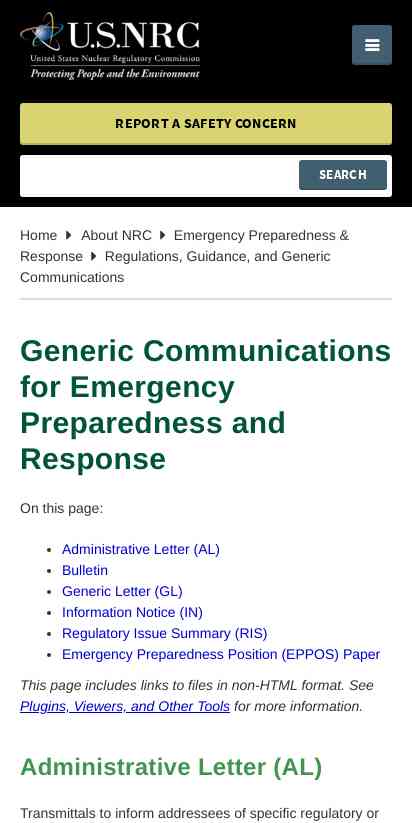 U.S.NRC
United States Nuclear Regulatory Commission
Protecting People and the Environment
REPORT A SAFETY CONCERN
SEARCH
Home About NRC Emergency Preparedness &
Response Regulations, Guidance, and Generic
Communications
Generic Communications
for Emergency
Preparedness and
Response
On this page:
• Administrative Letter (AL)
• Bulletin
• Generic Letter (GL)
• Information Notice (IN)
• Regulatory Issue Summary (RIS)
• Emergency Preparedness Position (EPPOS) Paper
This page includes links to files in non-HTML format. See
Plugins, Viewers, and Other Tools for more information.
Administrative Letter (AL)
Transmittals to inform addressees of specific regulatory or